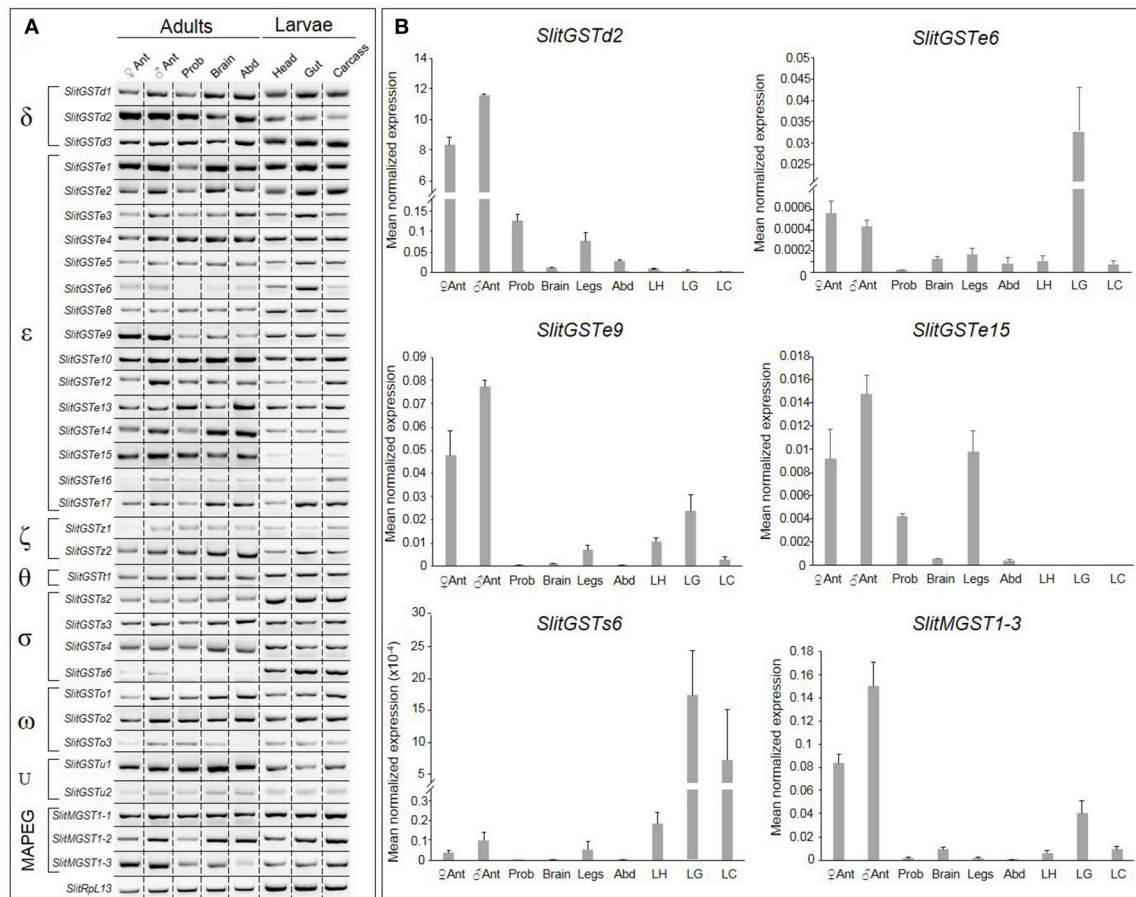 A
Adults
Larvae
♀ Ant
♂ Ant
Prob
Brain
Abd
Head
Gut
Carcass
δ
SlitGSTd1
SlitGSTd2
SlitGSTd3
ε
SlitGSTe1
SlitGSTe2
SlitGSTe3
SlitGSTe4
SlitGSTe5
SlitGSTe6
SlitGSTe8
SlitGSTe9
SlitGSTe10
SlitGSTe12
SlitGSTe13
SlitGSTe14
SlitGSTe15
SlitGSTe16
SlitGSTe17
ζ
SlitGSTz1
SlitGSTz2
θ
SlitGSTt1
σ
SlitGSTs2
SlitGSTs3
SlitGSTs4
SlitGSTs6
ω
SlitGSTo1
SlitGSTo2
SlitGSTo3
υ
SlitGSTu1
SlitGSTu2
MAPEG
SlitMGST1-1
SlitMGST1-2
SlitMGST1-3
SlitRpL13
B
SlitGSTd2
Mean normalized expression
14
12
10
8
6
0.15
0.1
0.05
0
♀Ant ♂Ant Prob Brain Legs Abd LH LG LC
SlitGSTe6
Mean normalized expression
0.05
0.045
0.04
0.035
0.03
0.025
0.0006
0.0004
0.0002
0
♀Ant ♂Ant Prob Brain Legs Abd LH LG LC
SlitGSTe9
Mean normalized expression
0.09
0.08
0.07
0.06
0.05
0.04
0.03
0.02
0.01
0
♀Ant ♂Ant Prob Brain Legs Abd LH LG LC
SlitGSTe15
Mean normalized expression
0.018
0.016
0.014
0.012
0.01
0.008
0.006
0.004
0.002
0.000
♀Ant ♂Ant Prob Brain Legs Abd LH LG LC
SlitGSTs6
Mean normalized expression (x10⁻⁴)
30
25
20
15
10
5
0.3
0.2
0.1
0
♀Ant ♂Ant Prob Brain Legs Abd LH LG LC
SlitMGST1-3
Mean normalized expression
0.18
0.16
0.14
0.12
0.1
0.08
0.06
0.04
0.02
0
♀Ant ♂Ant Prob Brain Legs Abd LH LG LC